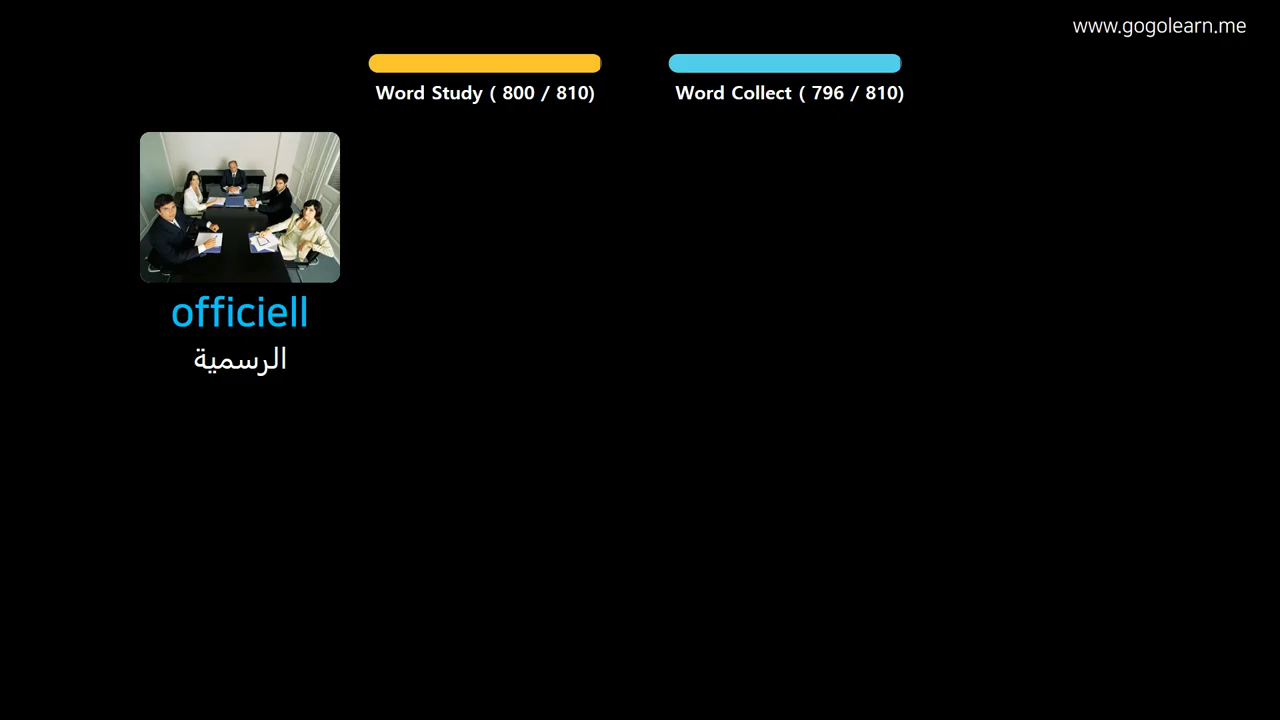 www.gogolearn.me
Word Study ( 800 / 810)
Word Collect ( 796 / 810)
officiell
الرسمية